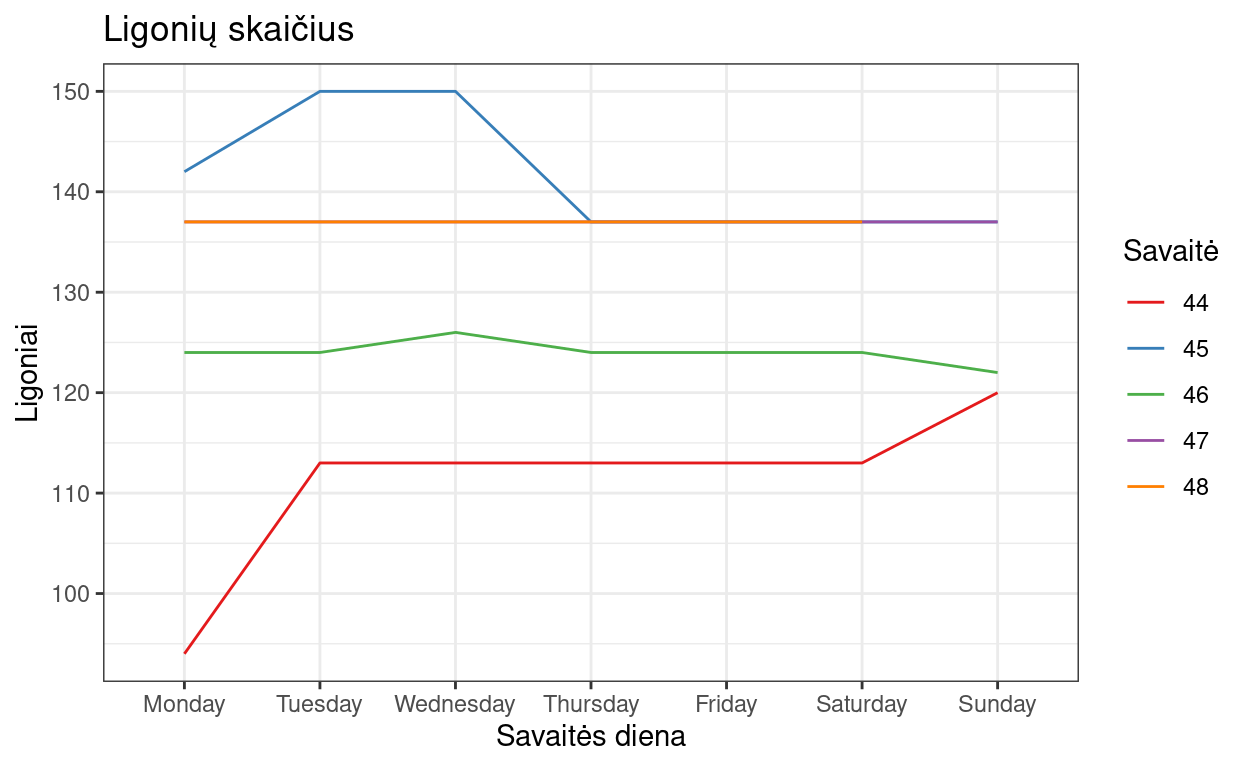 Ligonių skaičius
150
140
130
120
110
100
Ligoniai
Monday Tuesday Wednesday Thursday Friday Saturday Sunday
Savaitės diena
Savaitė
44
45
46
47
48